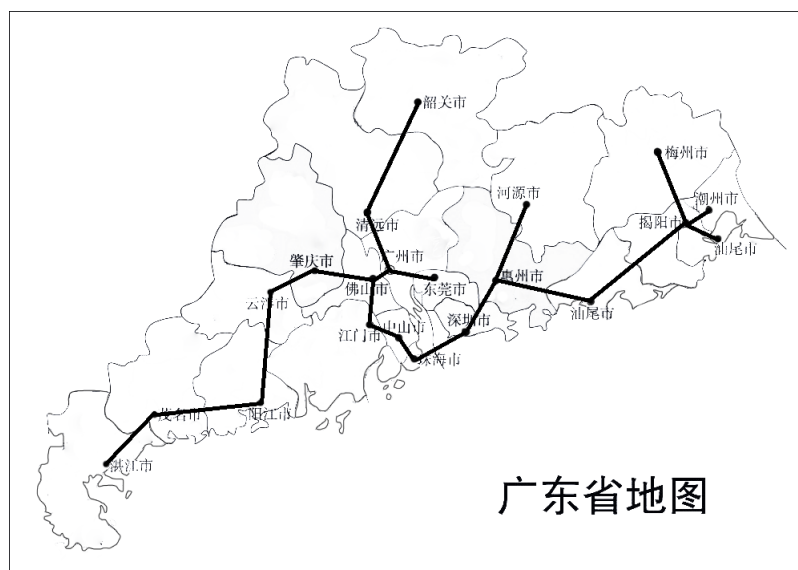 韶关市
梅州市
河源市
潮州市
清远市
揭阳市
汕尾市
广州市
肇庆市
惠州市
佛山市
东莞市
云浮市
汕尾市
深圳市
中山市
江门市
珠海市
茂名市
阳江市
湛江市
广东省地图